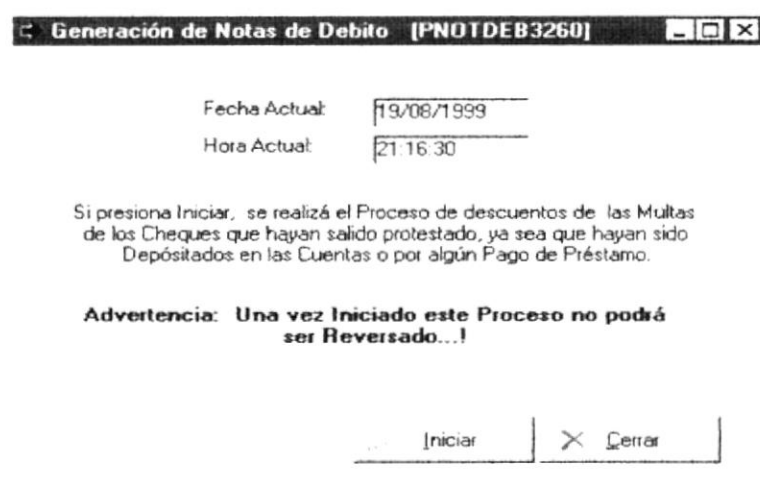 Generación de Notas de Debito [PNOTDEB3260]
Fecha Actual: 19/08/1999
Hora Actual: 21:16:30
Si presiona Iniciar, se realizá el Proceso de descuentos de las Multas
de los Cheques que hayan salido protestado, ya sea que hayan sido
Depósitados en las Cuentas o por algún Pago de Préstamo.
Advertencia: Una vez Iniciado este Proceso no podrá
ser Reversado...!
Iniciar
Cerrar